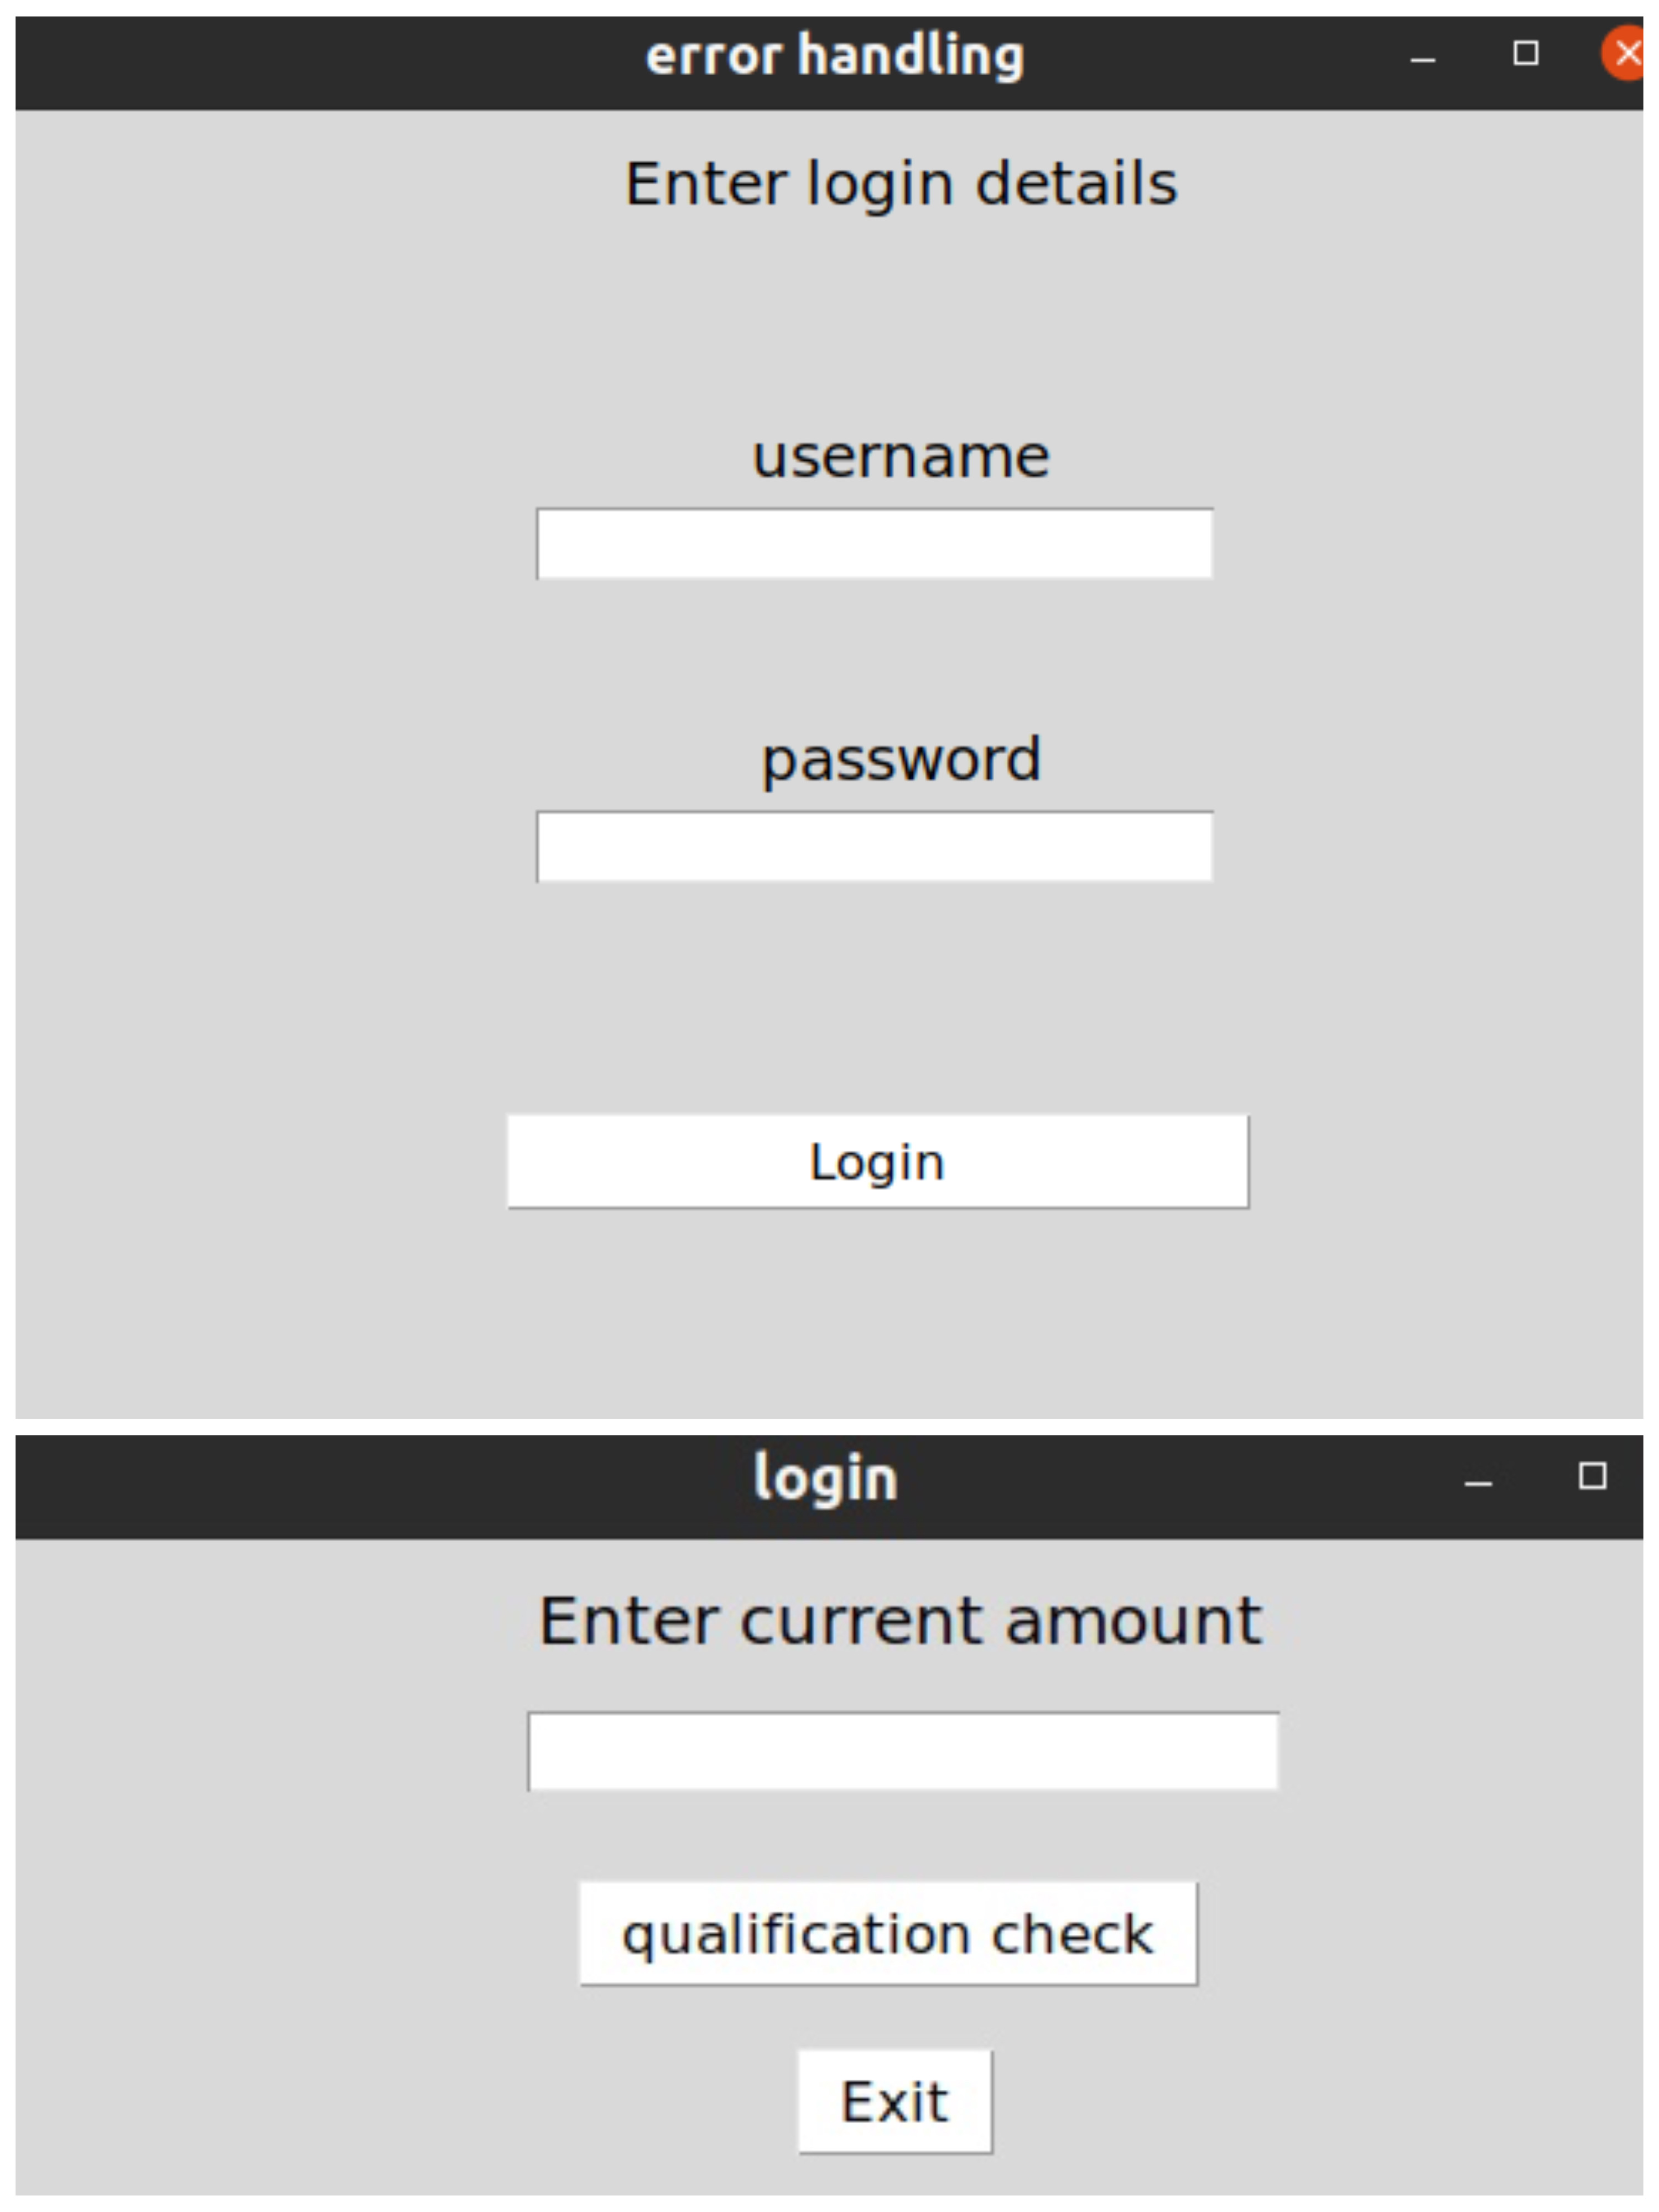 error handling
Enter login details
username
password
Login
login
Enter current amount
qualification check
Exit